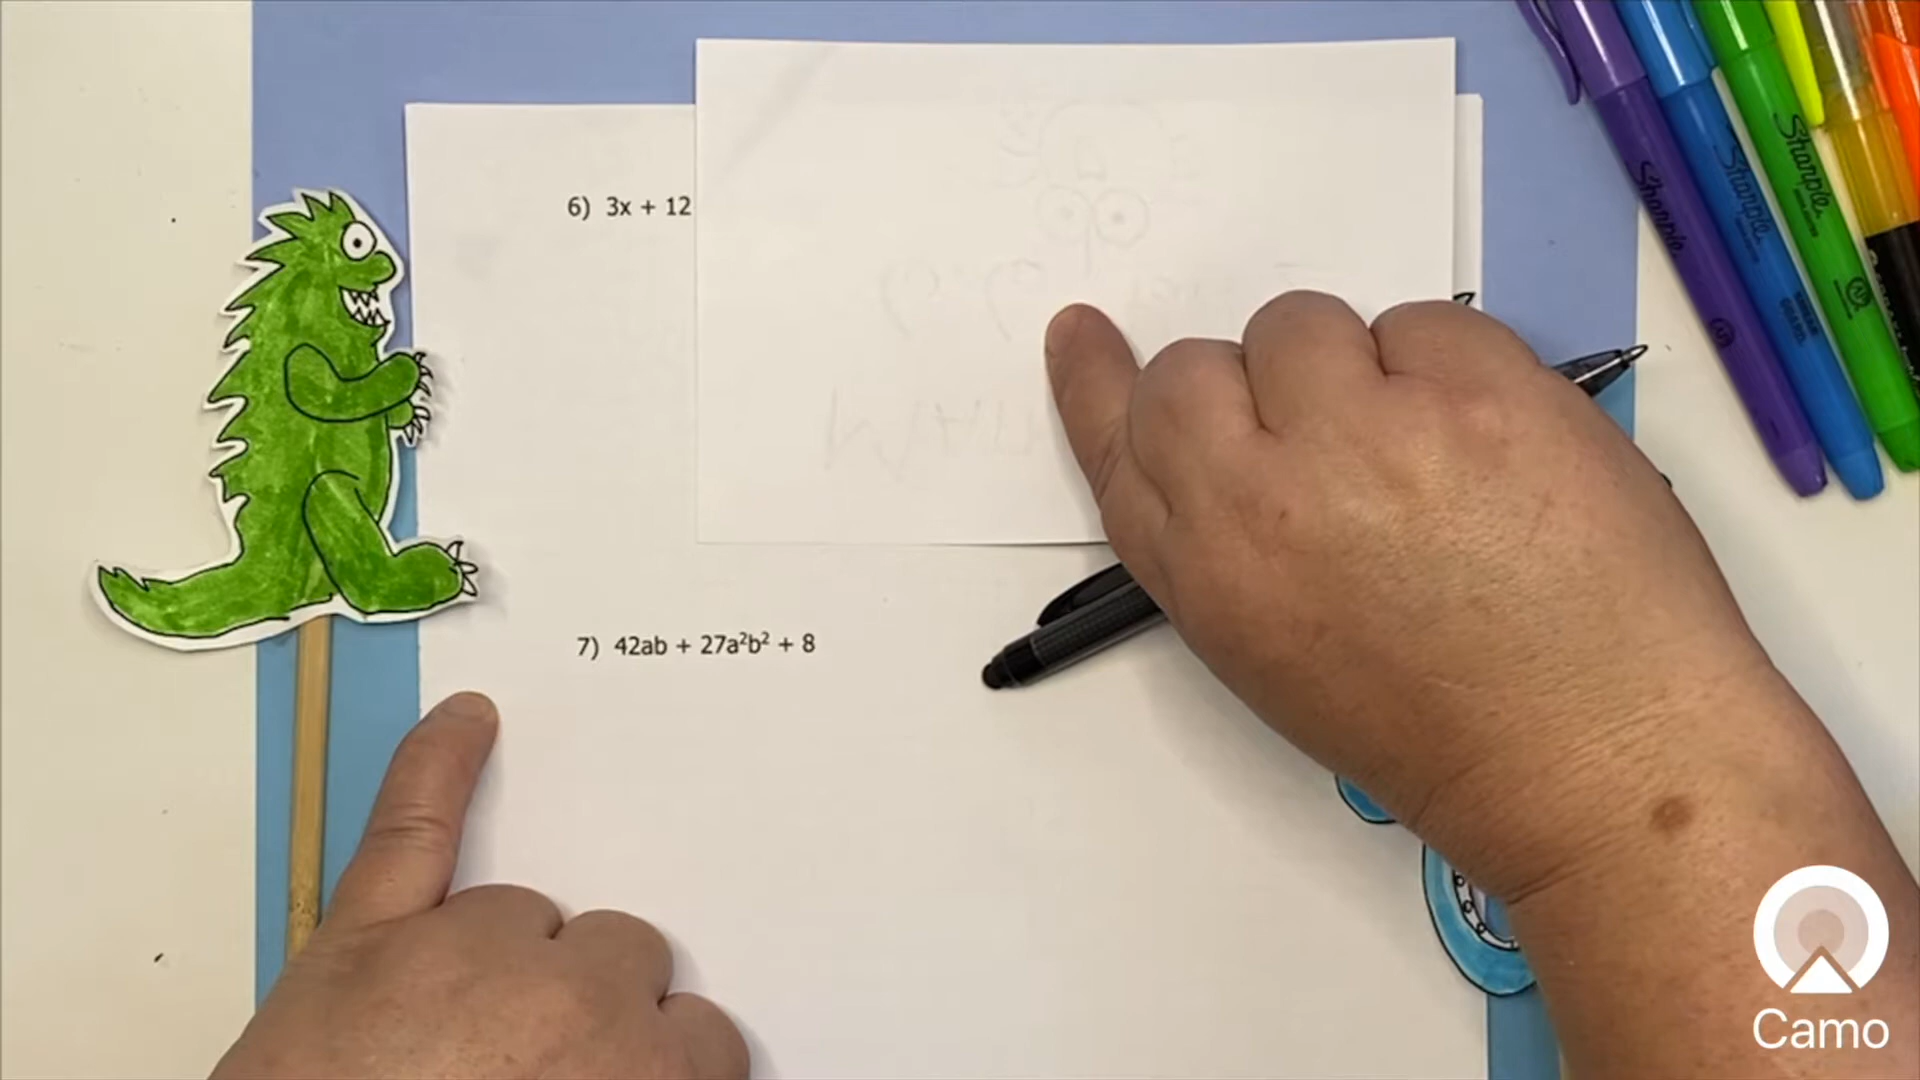 6) 3x + 12
7) 42ab + 27a²b² + 8
Sharpie
Sharpie
Sharpie
Camo